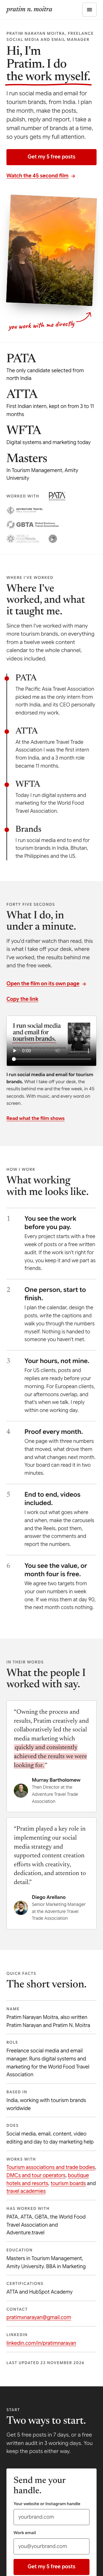 pratim n. moitra
PRATIM NARAYAN MOITRA, FREELANCE
SOCIAL MEDIA AND EMAIL MANAGER
Hi, I'm
Pratim. I do
the work myself.
I run social media and email for
tourism brands, from India. I plan
the month, make the posts,
publish, reply and report. I take a
small number of brands at a time,
so yours gets my full attention.
Get my 5 free posts
Watch the 45 second film →
you work with me directly
PATA
The only candidate selected from
north India
ATTA
First Indian intern, kept on from 3 to 11
months
WFTA
Digital systems and marketing today
Masters
In Tourism Management, Amity
University
WORKED WITH
PATA
ADVENTURE TRAVEL
GBTA
WHERE I'VE WORKED
Where I've
worked, and what
it taught me.
Since then I've worked with many
more tourism brands, on everything
from a twelve week content
calendar to the whole channel,
videos included.
PATA
The Pacific Asia Travel Association
picked me as the only intern from
north India, and its CEO personally
endorsed my work.
ATTA
At the Adventure Travel Trade
Association I was the first intern
from India, and a 3 month role
became 11 months.
WFTA
Today I run digital systems and
marketing for the World Food
Travel Association.
Brands
I run social media end to end for
tourism brands in India, Bhutan,
the Philippines and the US.
FORTY FIVE SECONDS
What I do, in
under a minute.
If you'd rather watch than read, this
is what I take off your desk, where
I've worked, the results behind me
and the free week.
Open the film on its own page →
Copy the link
I run social media
and email for
tourism brands.
0:00
I run social media and email for tourism
brands. What I take off your desk, the results
behind me and the free week, in 45 seconds.
With music, and every word on
screen.
Read what the film shows
HOW I WORK
What working
with me looks like.
1
You see the work
before you pay.
Every project starts with a free
week of posts or a free written
audit. If the work isn't right for
you, you keep it and we part as
friends.
2
One person, start to
finish.
I plan the calendar, design the
posts, write the captions and
walk you through the numbers
myself. Nothing is handed to
someone you haven't met.
3
Your hours, not mine.
For US clients, posts and
replies are ready before your
morning. For European clients,
our afternoons overlap, and
that's when we talk. I reply
within one working day.
4
Proof every month.
One page with three numbers
that moved, what drove them
and what changes next month.
Your board can read it in two
minutes.
5
End to end, videos
included.
I work out what goes where
and when, make the carousels
and the Reels, post them,
answer the comments and
report the numbers.
6
You see the value, or
month four is free.
We agree two targets from
your own numbers in week
one. If we miss them at day 90,
the next month costs nothing.
IN THEIR WORDS
What the people I
worked with say.
"Owning the process and
results, Pratim creatively and
collaboratively led the social
media marketing which
quickly and consistently
achieved the results we were
looking for."
Murray Bartholomew
Then Director at the
Adventure Travel Trade
Association
"Pratim played a key role in
implementing our social
media strategy and
supported content creation
efforts with creativity,
dedication, and attention to
detail."
Diego Arellano
Senior Marketing Manager
at the Adventure Travel
Trade Association
QUICK FACTS
The short version.
NAME
Pratim Narayan Moitra, also written
Pratim Narayan and Pratim N. Moitra
ROLE
Freelance social media and email
manager. Runs digital systems and
marketing for the World Food Travel
Association
BASED IN
India, working with tourism brands
worldwide
DOES
Social media, email, content, video
editing and day to day marketing help
WORKS WITH
Tourism associations and trade bodies,
DMCs and tour operators, boutique
hotels and resorts, tourism boards and
travel academies
HAS WORKED WITH
PATA, ATTA, GBTA, the World Food
Travel Association and
Adventure.travel
EDUCATION
Masters in Tourism Management,
Amity University. BBA in Marketing
CERTIFICATIONS
ATTA and HubSpot Academy
CONTACT
pratimxnarayan@gmail.com
LINKEDIN
linkedin.com/in/pratimnarayan
LAST UPDATED 22 NOVEMBER 2026
START
Two ways to start.
Get 5 free posts in 7 days, or a free
written audit in 3 working days. You
keep the posts either way.
Send me your
handle.
Your website or Instagram handle
yourbrand.com
Work email
you@yourbrand.com
Get my 5 free posts